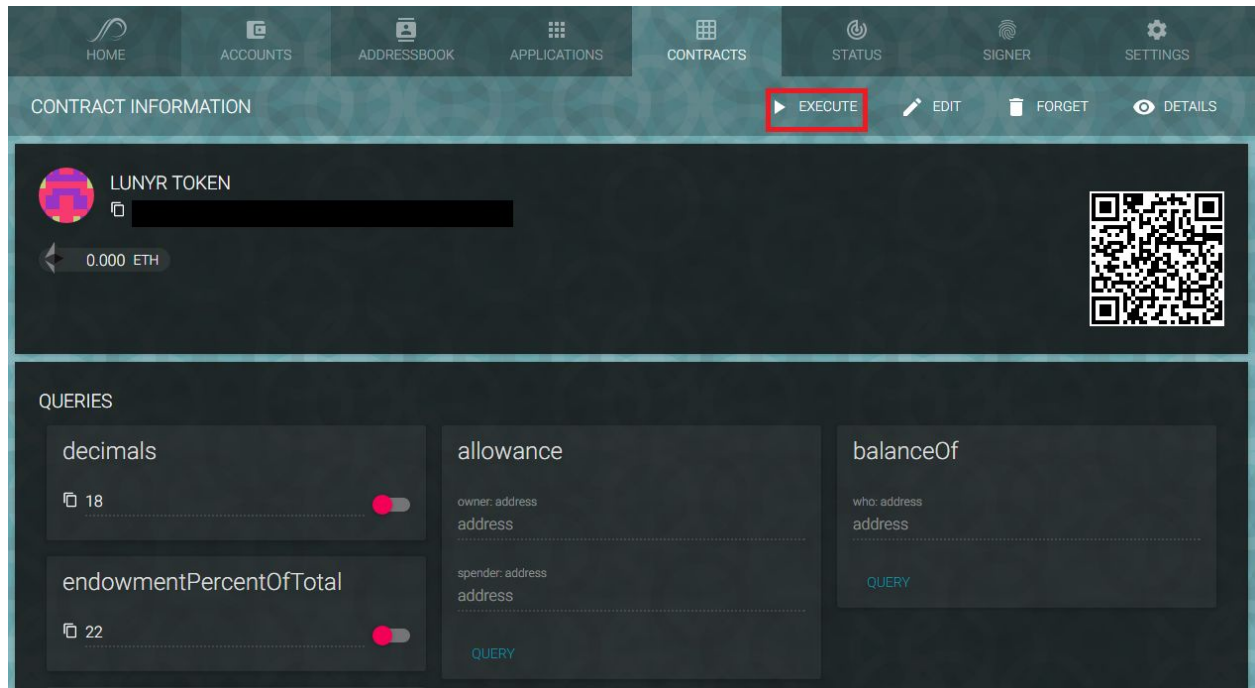 HOME ACCOUNTS ADDRESSBOOK APPLICATIONS CONTRACTS STATUS SIGNER SETTINGS
CONTRACT INFORMATION EXECUTE EDIT FORGET DETAILS
LUNYR TOKEN
0.000 ETH
QUERIES
decimals
18
endowmentPercentOfTotal
22
allowance
owner: address
address
spender: address
address
QUERY
balanceOf
who: address
address
QUERY